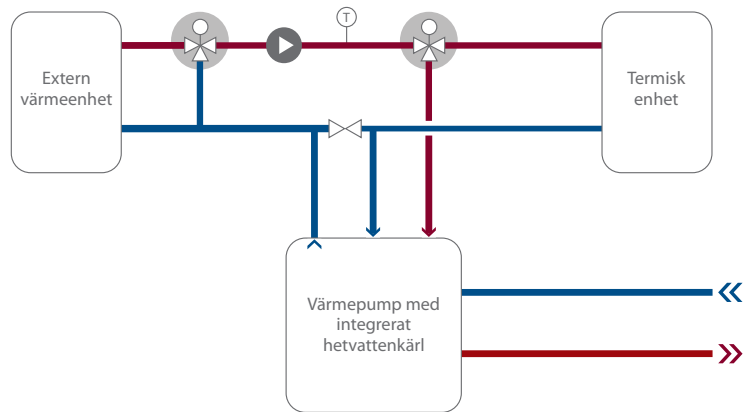 T
Extern
värmeenhet
Termisk
enhet
Värmepump med
integrerat
hetvattenkärl